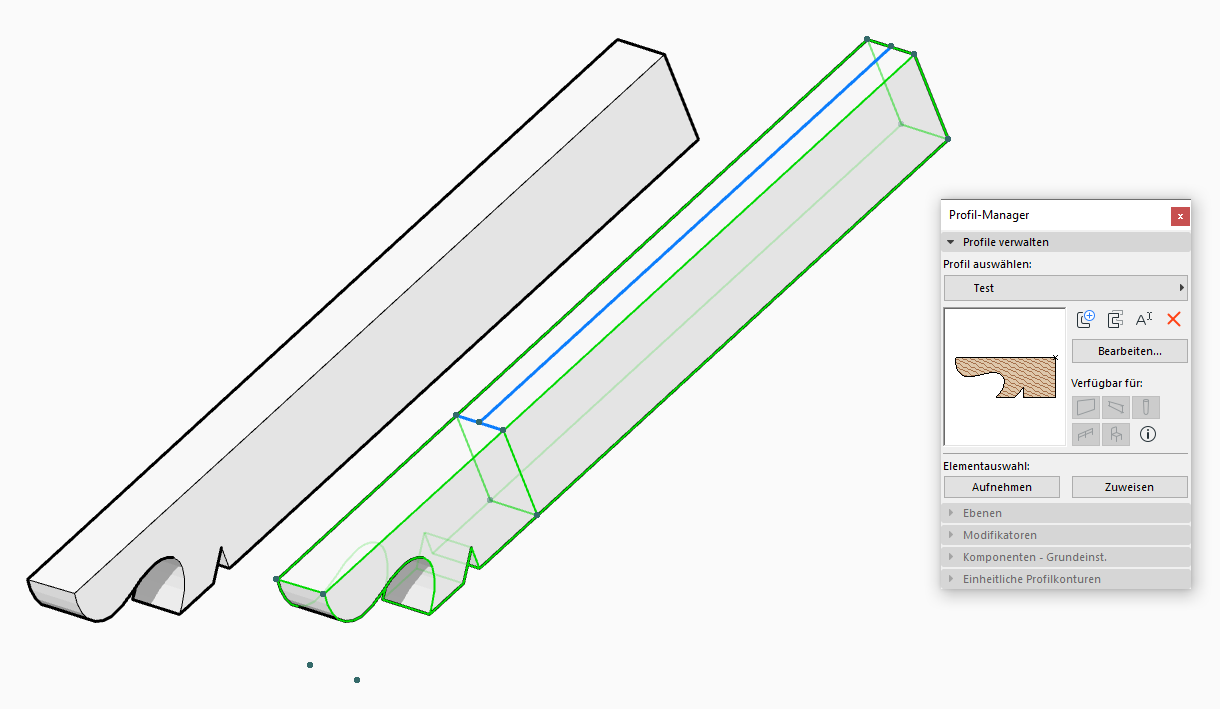 Profil-Manager
x
Profile verwalten
Profil auswählen:
Test
A
Bearbeiten...
Verfügbar für:
Elementauswahl:
Aufnehmen
Zuweisen
Ebenen
Modifikatoren
Komponenten - Grundeinst.
Einheitliche Profilkonturen